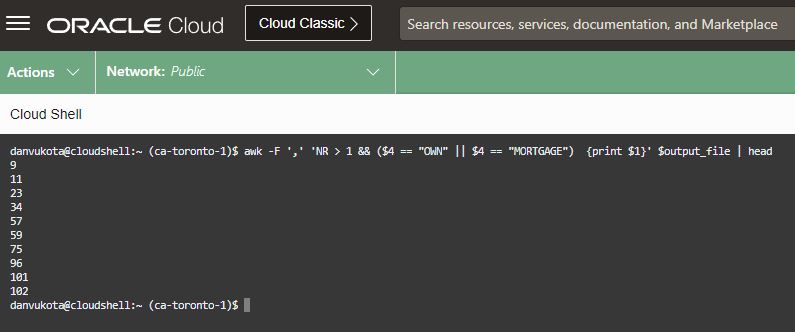 ORACLE Cloud
Cloud Classic >
Search resources, services, documentation, and Marketplace
Actions
Network: Public
Cloud Shell
danvukota@cloudshell:~ (ca-toronto-1)$ awk -F ',' 'NR > 1 && ($4 == "OWN" || $4 == "MORTGAGE")  {print $1}' $output_file | head
9
11
23
34
57
59
75
96
101
102
danvukota@cloudshell:~ (ca-toronto-1)$